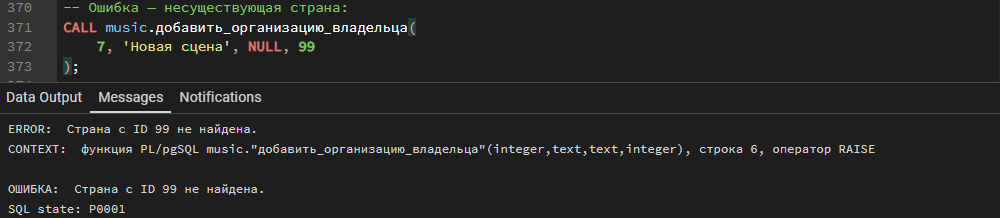 370 -- Ошибка — несуществующая страна:
371 CALL music.добавить_организацию_владельца(
372 7, 'Новая сцена', NULL, 99
373 );
Data Output Messages Notifications
ERROR: Страна с ID 99 не найдена.
CONTEXT: функция PL/pgSQL music."добавить_организацию_владельца"(integer,text,text,integer), строка 6, оператор RAISE
ОШИБКА: Страна с ID 99 не найдена.
SQL state: P0001